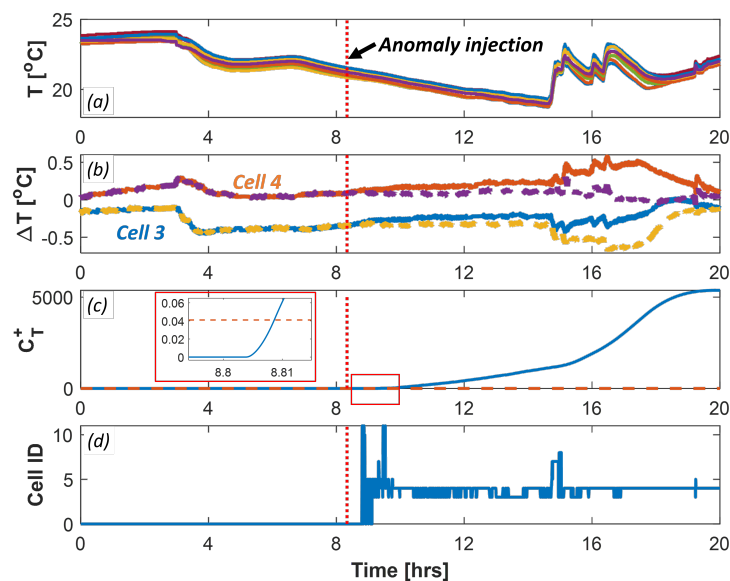 25
20
T [°C]
(a)
Anomaly injection
0 4 8 12 16 20
0.5
0
-0.5
ΔT [°C]
(b)
Cell 4
Cell 3
0 4 8 12 16 20
5000
0
C_T^+
(c)
0.06
0.04
0.02
0
8.8 8.81
0 4 8 12 16 20
10
5
0
Cell ID
(d)
0 4 8 12 16 20
Time [hrs]